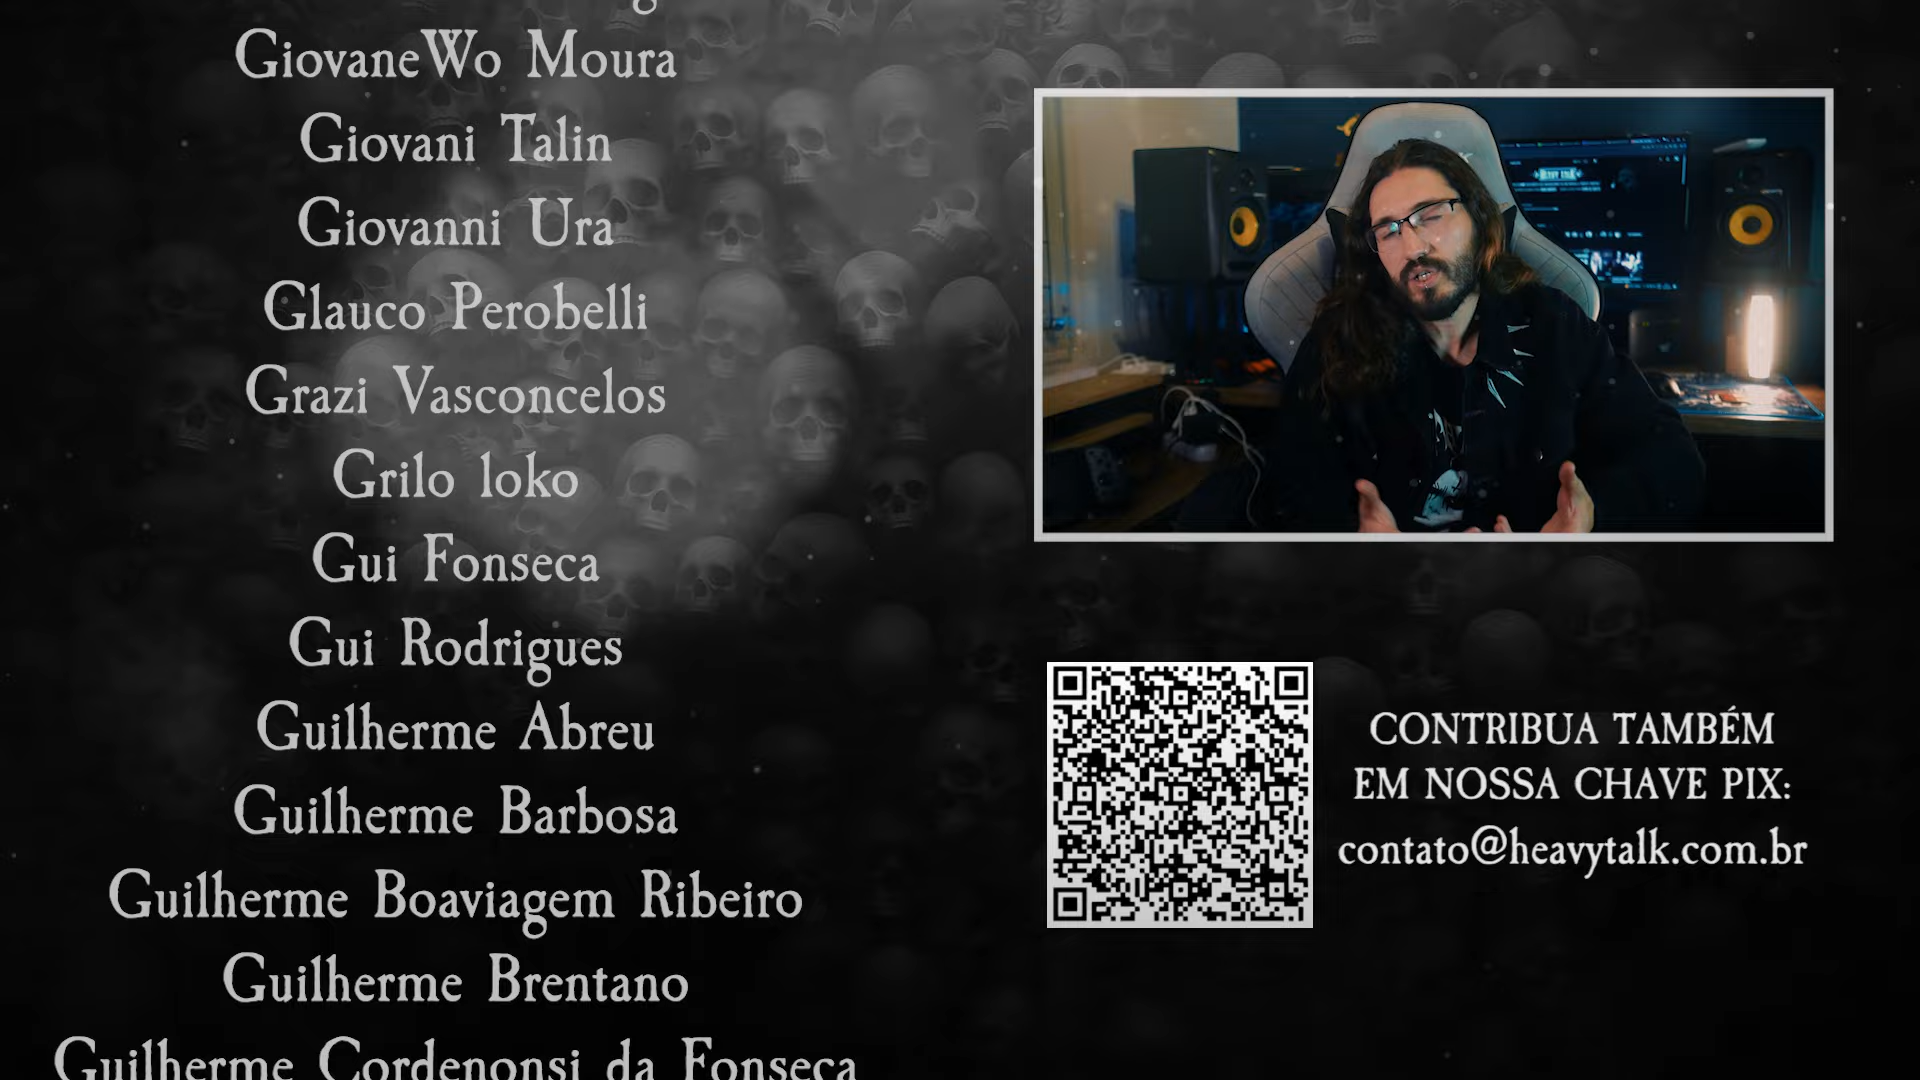 GiovaneWo Moura
Giovani Talin
Giovanni Ura
Glauco Perobelli
Grazi Vasconcelos
Grilo loko
Gui Fonseca
Gui Rodrigues
Guilherme Abreu
Guilherme Barbosa
Guilherme Boaviagem Ribeiro
Guilherme Brentano
Guilherme Cordenonsi da Fonseca
HEAVY TALK
CONTRIBUA TAMBÉM
EM NOSSA CHAVE PIX:
contato@heavytalk.com.br